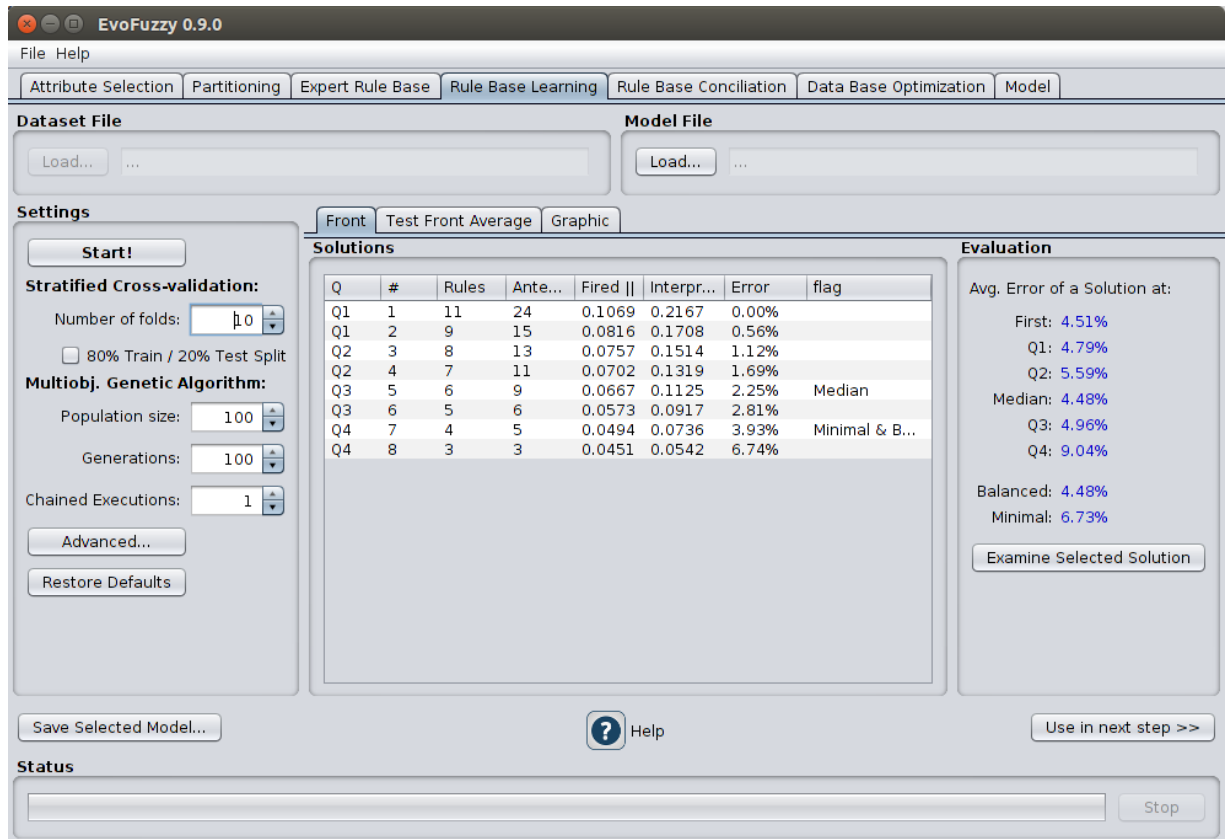 EvoFuzzy 0.9.0
File Help
Attribute Selection Partitioning Expert Rule Base Rule Base Learning Rule Base Conciliation Data Base Optimization Model
Dataset File
Load... ...
Model File
Load... ...
Settings
Start!
Stratified Cross-validation:
Number of folds: 10
80% Train / 20% Test Split
Multiobj. Genetic Algorithm:
Population size: 100
Generations: 100
Chained Executions: 1
Advanced...
Restore Defaults
Front Test Front Average Graphic
Solutions
Q # Rules Ante... Fired || Interpr... Error flag
Q1 1 11 24 0.1069 0.2167 0.00%
Q1 2 9 15 0.0816 0.1708 0.56%
Q2 3 8 13 0.0757 0.1514 1.12%
Q2 4 7 11 0.0702 0.1319 1.69%
Q3 5 6 9 0.0667 0.1125 2.25% Median
Q3 6 5 6 0.0573 0.0917 2.81%
Q4 7 4 5 0.0494 0.0736 3.93% Minimal & B...
Q4 8 3 3 0.0451 0.0542 6.74%
Evaluation
Avg. Error of a Solution at:
First: 4.51%
Q1: 4.79%
Q2: 5.59%
Median: 4.48%
Q3: 4.96%
Q4: 9.04%
Balanced: 4.48%
Minimal: 6.73%
Examine Selected Solution
Save Selected Model...
? Help
Use in next step >>
Status
Stop